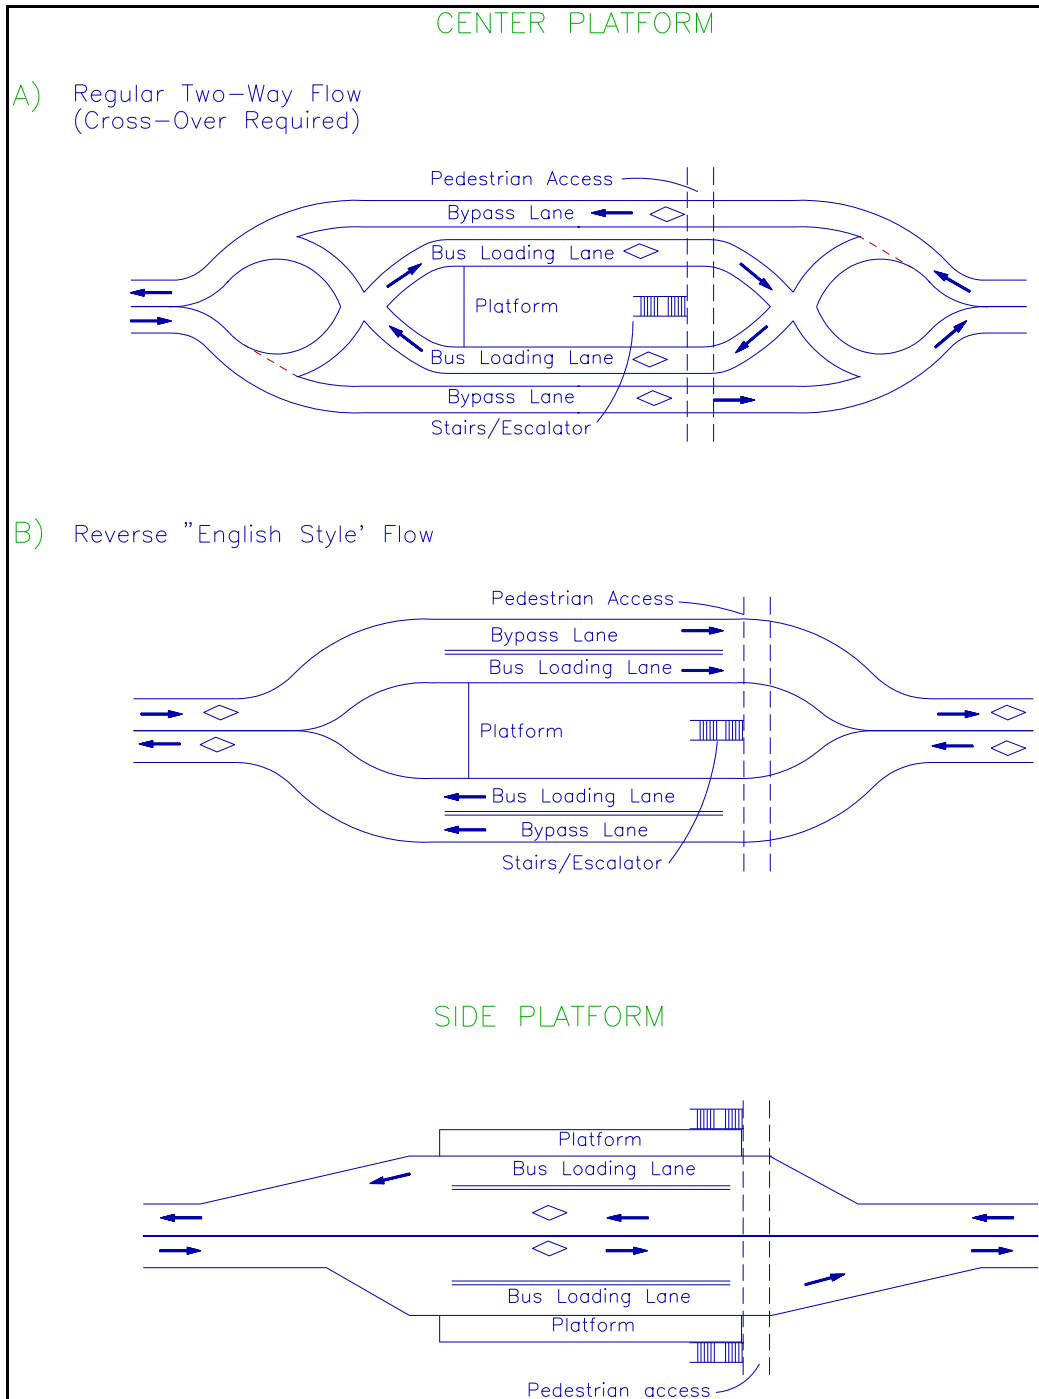 CENTER PLATFORM
A) Regular Two-Way Flow
(Cross-Over Required)
Pedestrian Access
Bypass Lane
Bus Loading Lane
Platform
Bus Loading Lane
Bypass Lane
Stairs/Escalator
B) Reverse "English Style' Flow
Pedestrian Access
Bypass Lane
Bus Loading Lane
Platform
Bus Loading Lane
Bypass Lane
Stairs/Escalator
SIDE PLATFORM
Platform
Bus Loading Lane
Bus Loading Lane
Platform
Pedestrian access